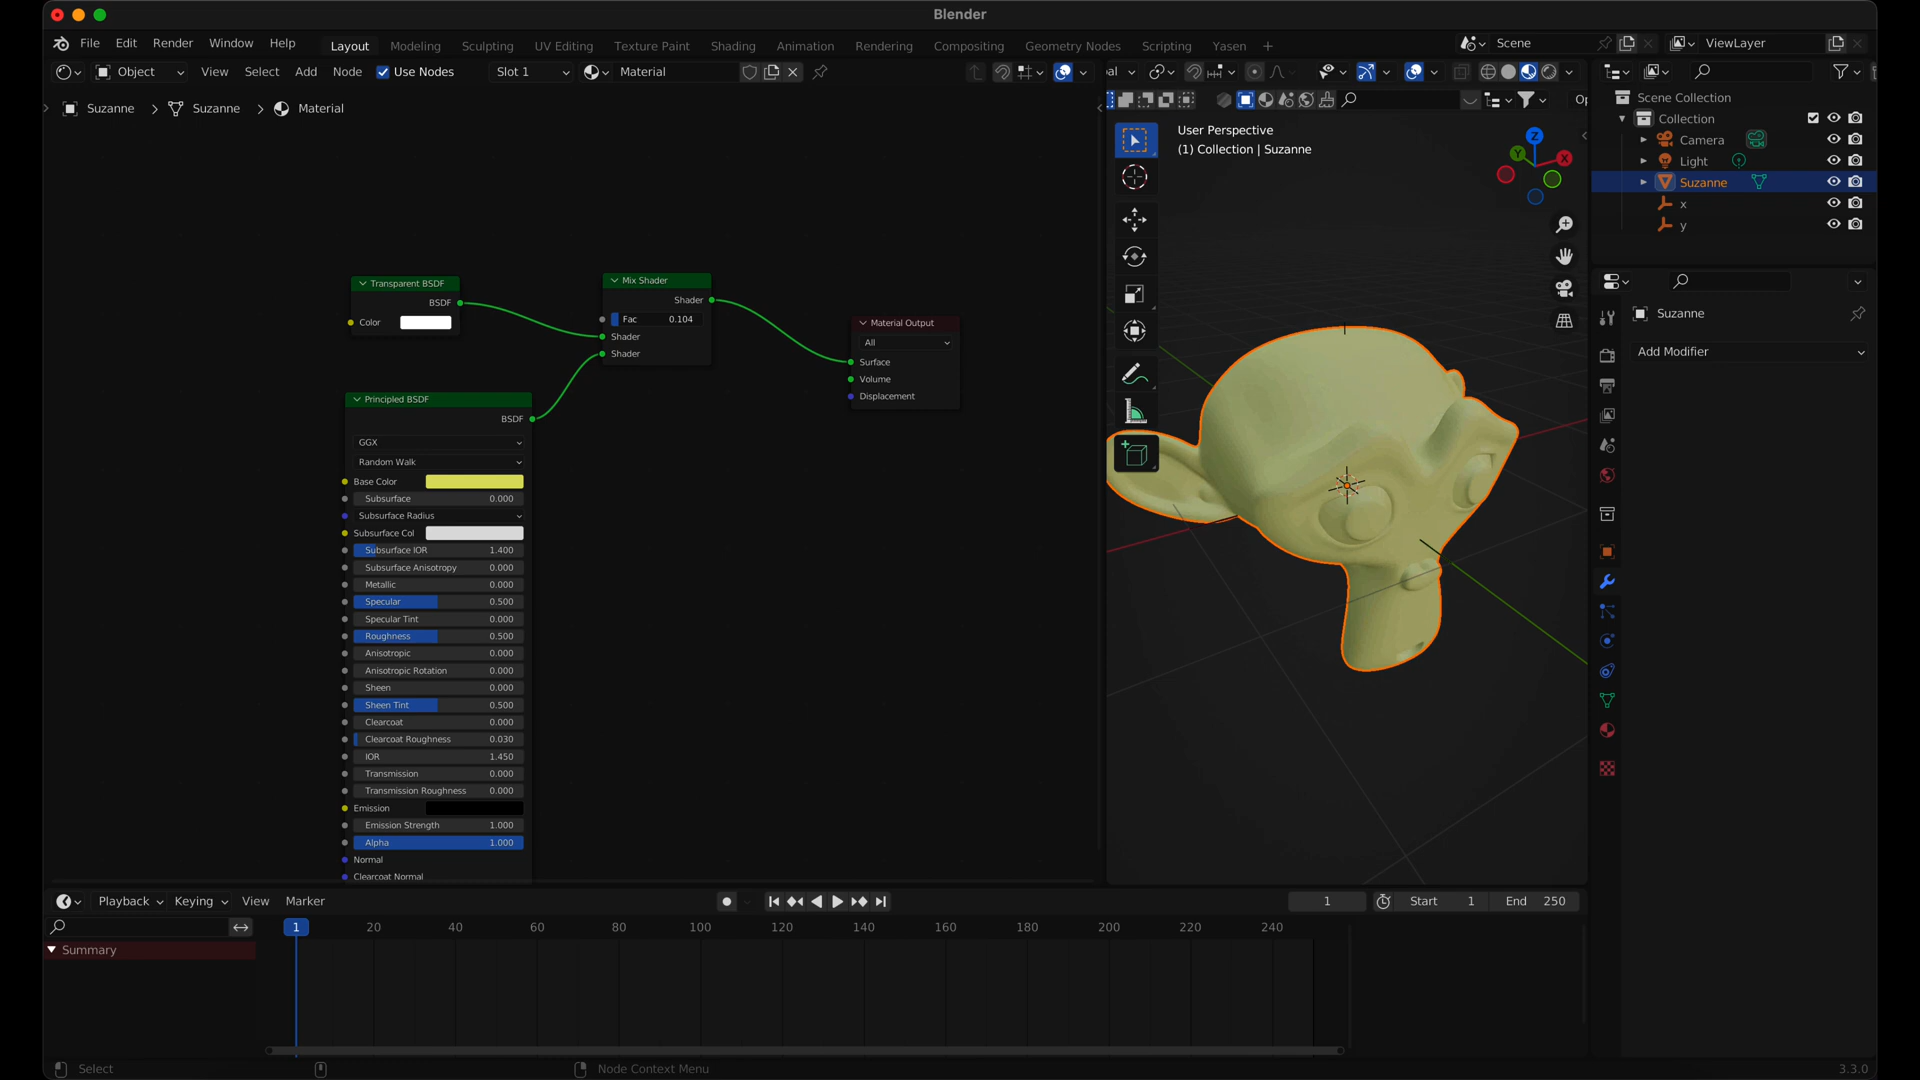 Blender
File Edit Render Window Help Layout Modeling Sculpting UV Editing Texture Paint Shading Animation Rendering Compositing Geometry Nodes Scripting Yasen + Scene ViewLayer
Object View Select Add Node Use Nodes Slot 1 Material al
Suzanne > Suzanne > Material
Op
User Perspective
(1) Collection | Suzanne
Z
Y
X
Scene Collection
Collection
Camera
Light
Suzanne
x
y
Suzanne
Add Modifier
Transparent BSDF
BSDF
Color
Mix Shader
Shader
Fac 0.104
Shader
Shader
Material Output
All
Surface
Volume
Displacement
Principled BSDF
BSDF
GGX
Random Walk
Base Color
Subsurface 0.000
Subsurface Radius
Subsurface Col
Subsurface IOR 1.400
Subsurface Anisotropy 0.000
Metallic 0.000
Specular 0.500
Specular Tint 0.000
Roughness 0.500
Anisotropic 0.000
Anisotropic Rotation 0.000
Sheen 0.000
Sheen Tint 0.500
Clearcoat 0.000
Clearcoat Roughness 0.030
IOR 1.450
Transmission 0.000
Transmission Roughness 0.000
Emission
Emission Strength 1.000
Alpha 1.000
Normal
Clearcoat Normal
Playback Keying View Marker 1 Start 1 End 250
1 20 40 60 80 100 120 140 160 180 200 220 240
Summary
Select Node Context Menu 3.3.0